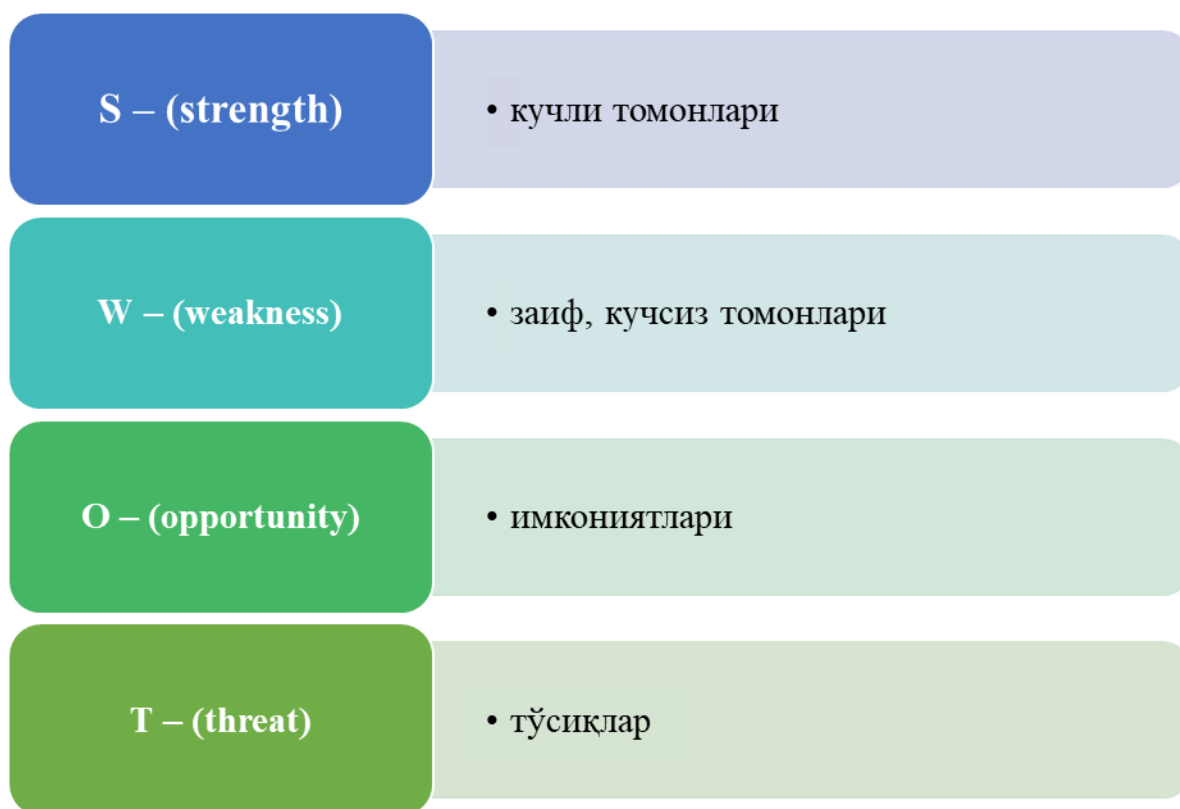 S – (strength)
• кучли томонлари
W – (weakness)
• заиф, кучсиз томонлари
O – (opportunity)
• имкониятлари
T – (threat)
• тўсиқлар